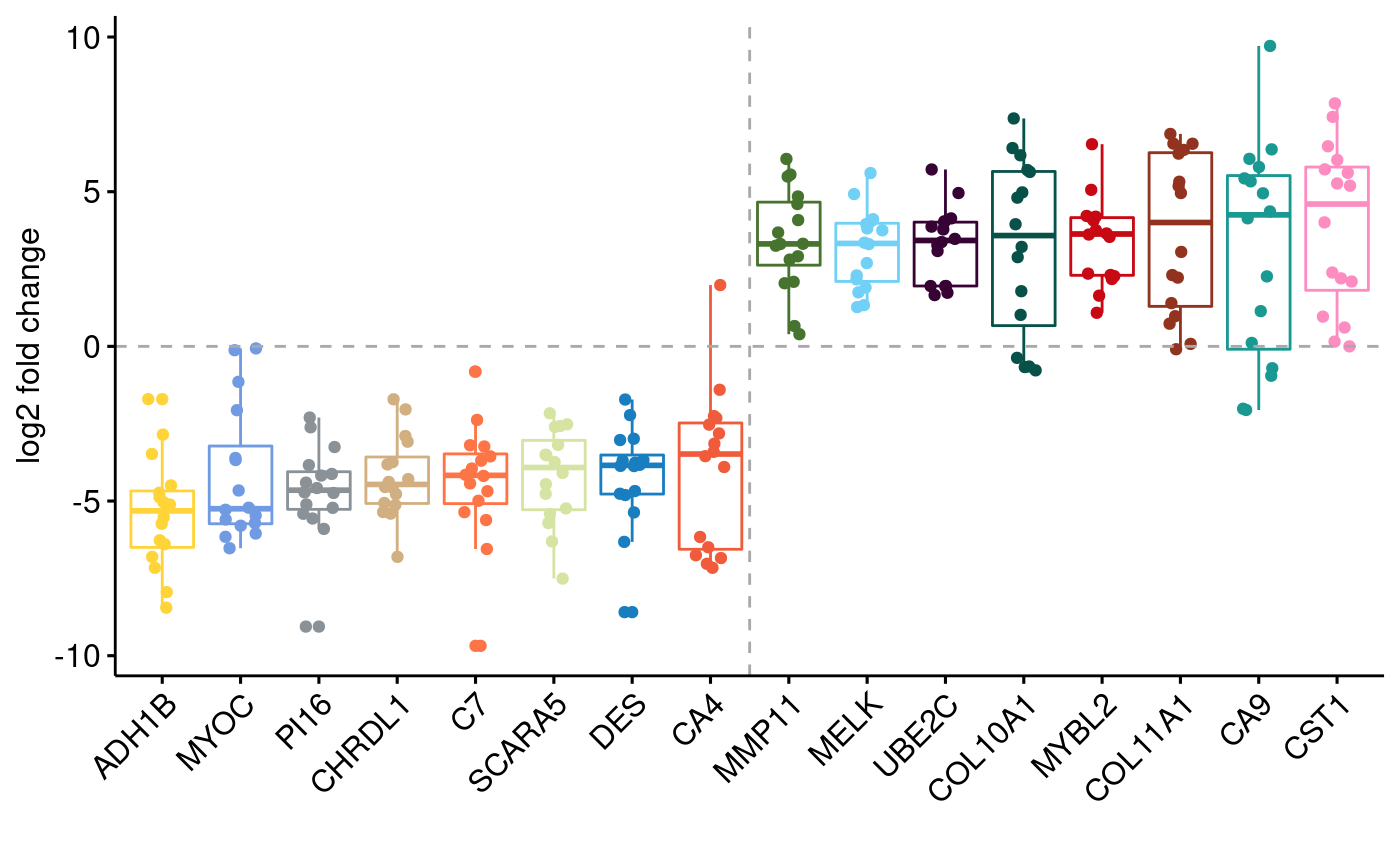 10
5
0
-5
-10
log2 fold change
ADH1B
MYOC
PI16
CHRDL1
C7
SCARA5
DES
CA4
MMP11
MELK
UBE2C
COL10A1
MYBL2
COL11A1
CA9
CST1